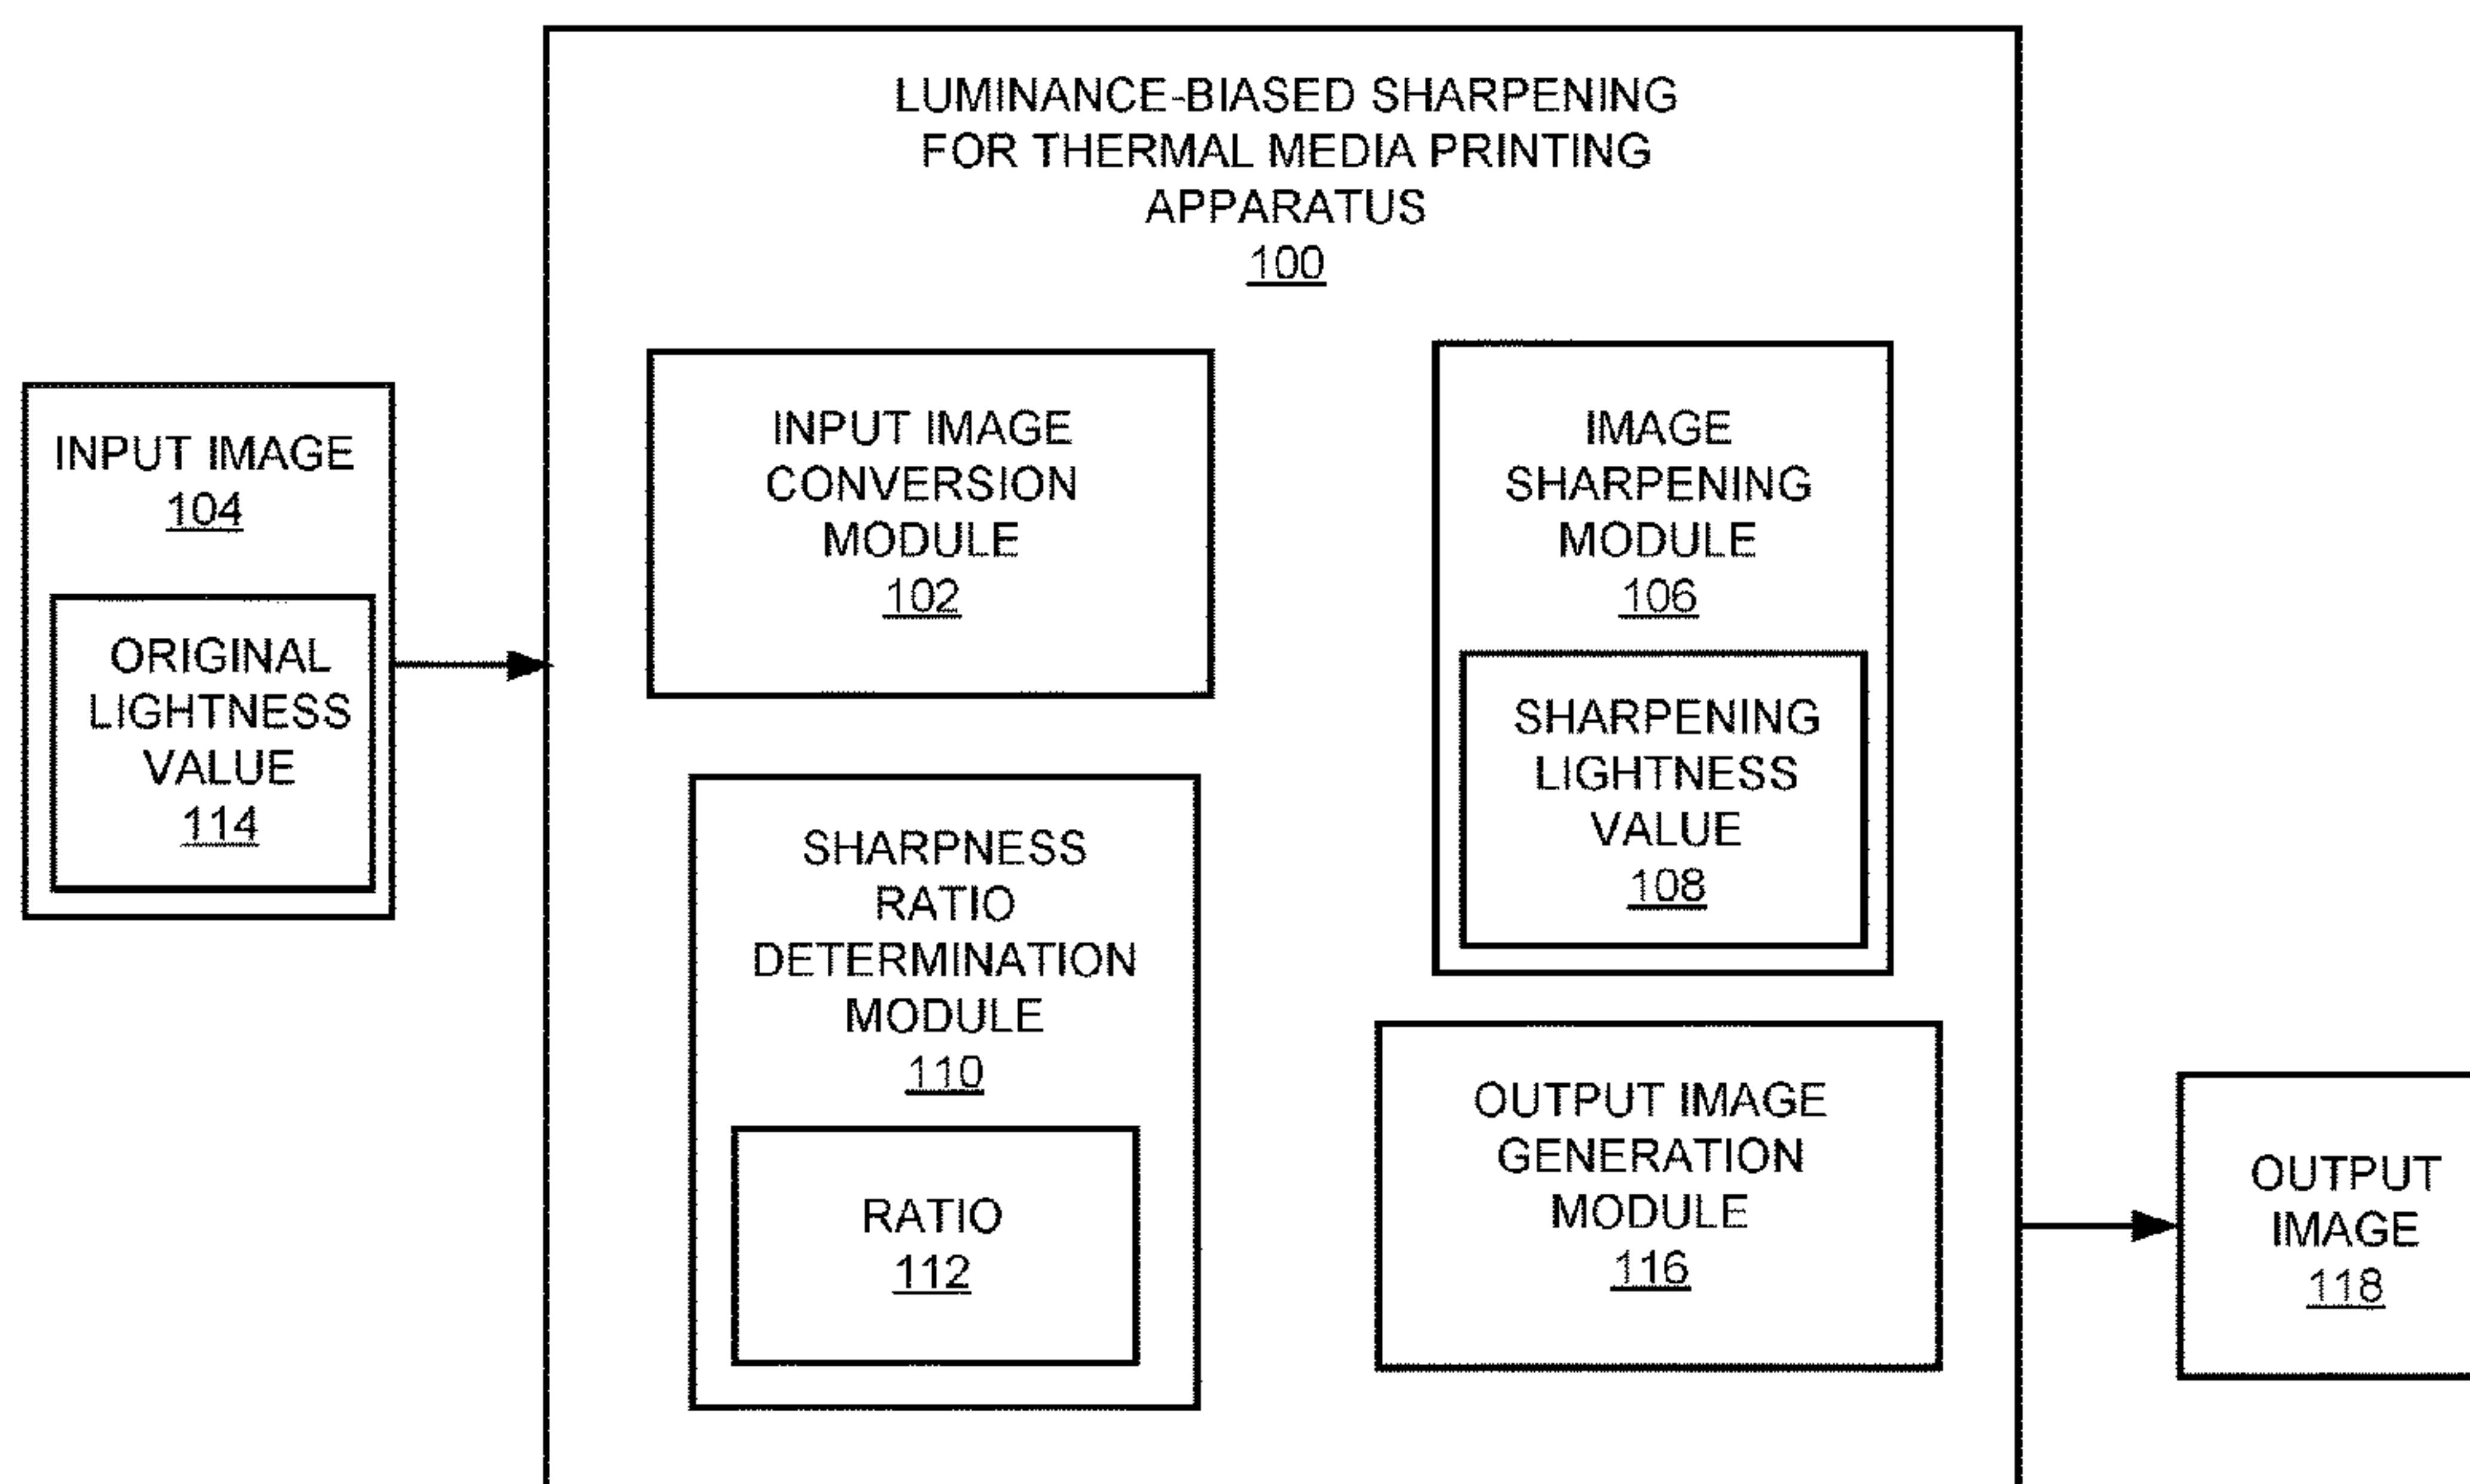 LUMINANCE-BIASED SHARPENING
FOR THERMAL MEDIA PRINTING
APPARATUS
100
INPUT IMAGE
104
ORIGINAL
LIGHTNESS
VALUE
114
INPUT IMAGE
CONVERSION
MODULE
102
IMAGE
SHARPENING
MODULE
106
SHARPENING
LIGHTNESS
VALUE
108
SHARPNESS
RATIO
DETERMINATION
MODULE
110
RATIO
112
OUTPUT IMAGE
GENERATION
MODULE
116
OUTPUT
IMAGE
118